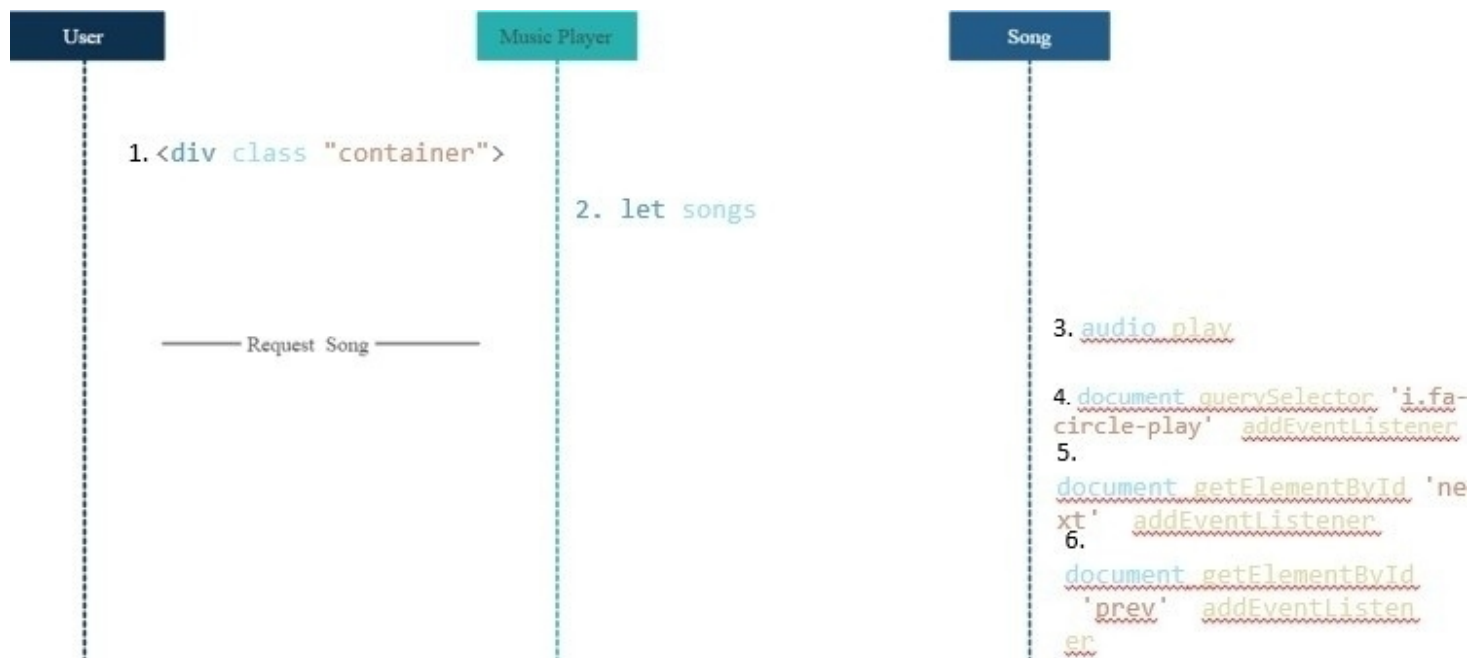 User
Music Player
Song
1. <div class "container">
2. let songs
Request Song
3. audio play
4. document querySelector 'i.fa-
circle-play' addEventListener
5.
document getElementById 'ne
xt' addEventListener
6.
document getElementById
'prev' addEventListen
er